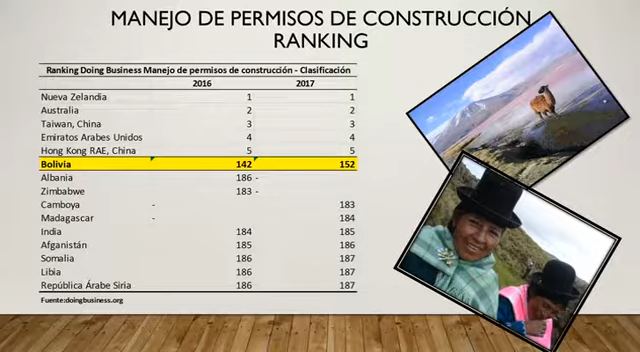 MANEJO DE PERMISOS DE CONSTRUCCIÓN
RANKING
Ranking Doing Business Manejo de permisos de construcción - Clasificación
2016 2017
Nueva Zelandia 1 1
Australia 2 2
Taiwan, China 3 3
Emiratos Arabes Unidos 4 4
Hong Kong RAE, China 5 5
Bolivia 142 152
Albania 186 -
Zimbabwe 183 -
Camboya - 183
Madagascar - 184
India 184 185
Afganistán 185 186
Somalia 186 187
Libia 186 187
República Árabe Siria 186 187
Fuente:doingbusiness.org